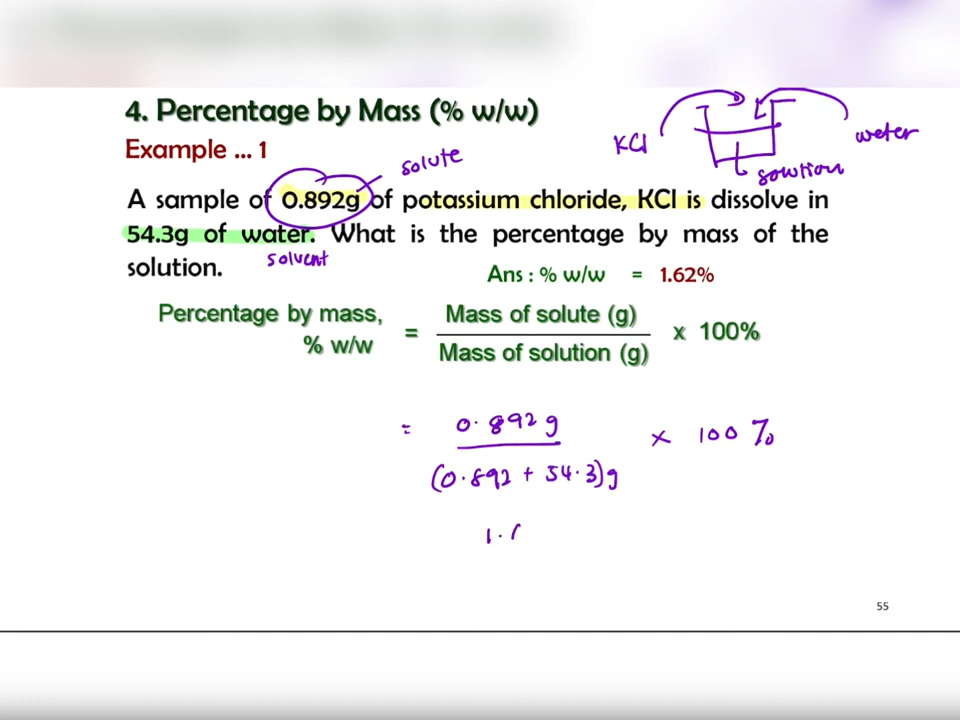 4. Percentage by Mass (% w/w)
Example ... 1
KCl
water
solution
solute
A sample of 0.892g of potassium chloride, KCl is dissolve in
54.3g of water. What is the percentage by mass of the
solvent
solution.
Ans : % w/w = 1.62%
Percentage by mass, % w/w = Mass of solute (g) / Mass of solution (g) x 100%
= 0.892 g / (0.892 + 54.3) g x 100 %
1.
55